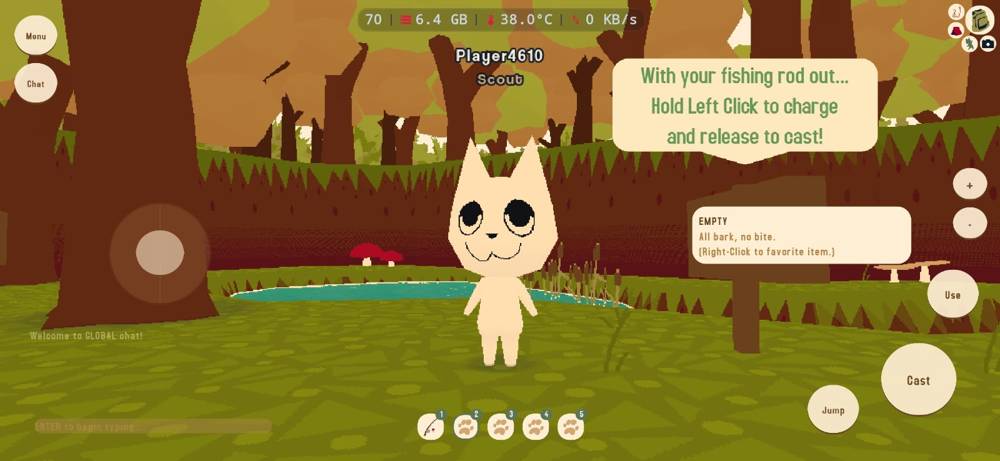 70 | 6.4 GB | 38.0°C | 0 KB/s
Menu
Chat
Player4610
Scout
With your fishing rod out...
Hold Left Click to charge
and release to cast!
+
-
EMPTY
All bark, no bite.
(Right-Click to favorite item.)
Use
Welcome to GLOBAL chat!
Cast
Jump
1 2 3 4 5
to begin typing